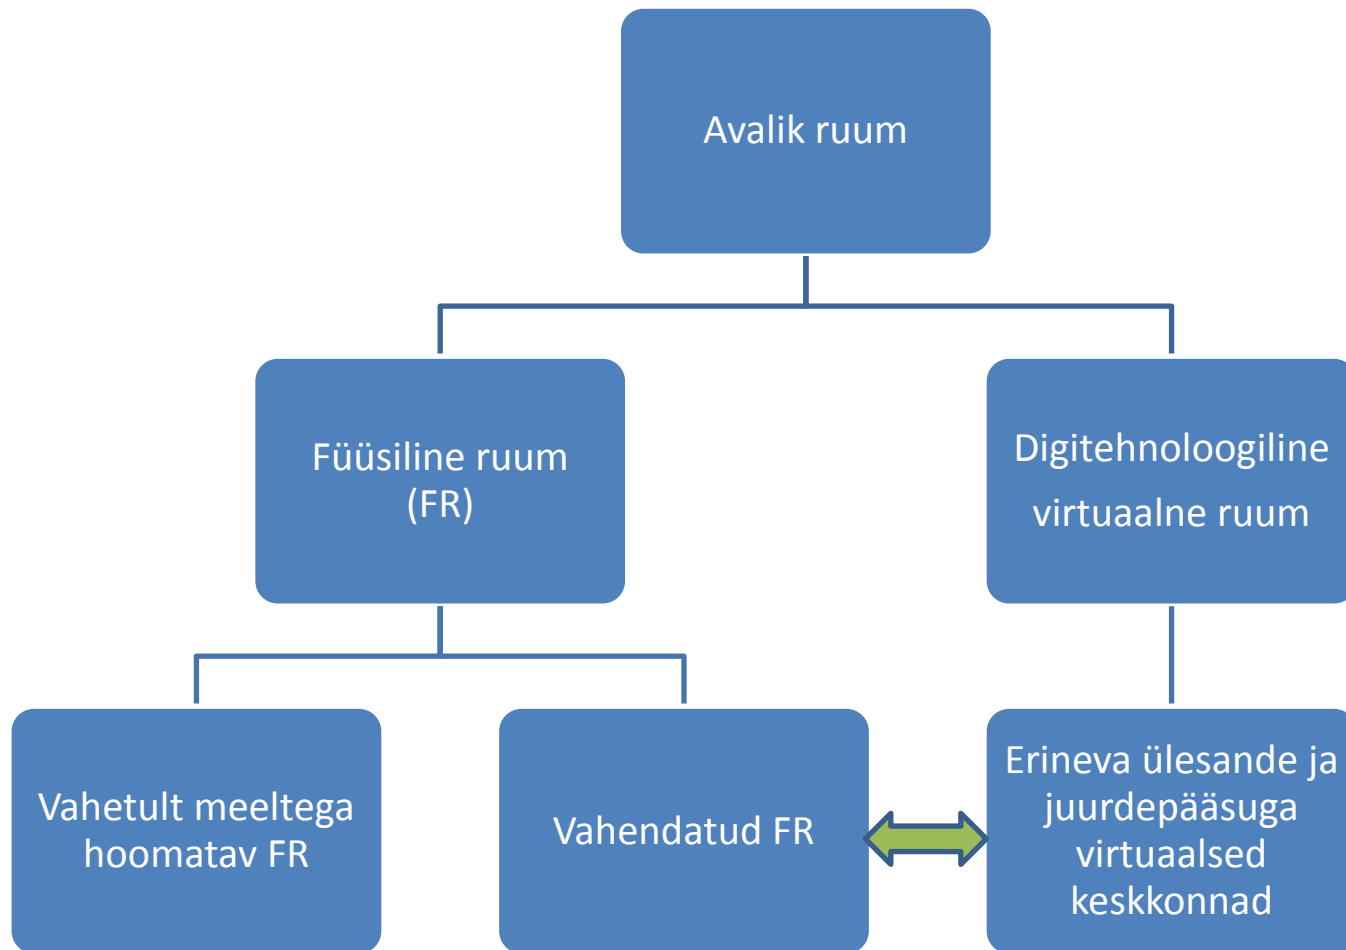 Avalik ruum
Füüsiline ruum
(FR)
Digitehnoloogiline
virtuaalne ruum
Vahetult meeltega
hoomatav FR
Vahendatud FR
Erineva ülesande ja
juurdepääsuga
virtuaalsed
keskkonnad